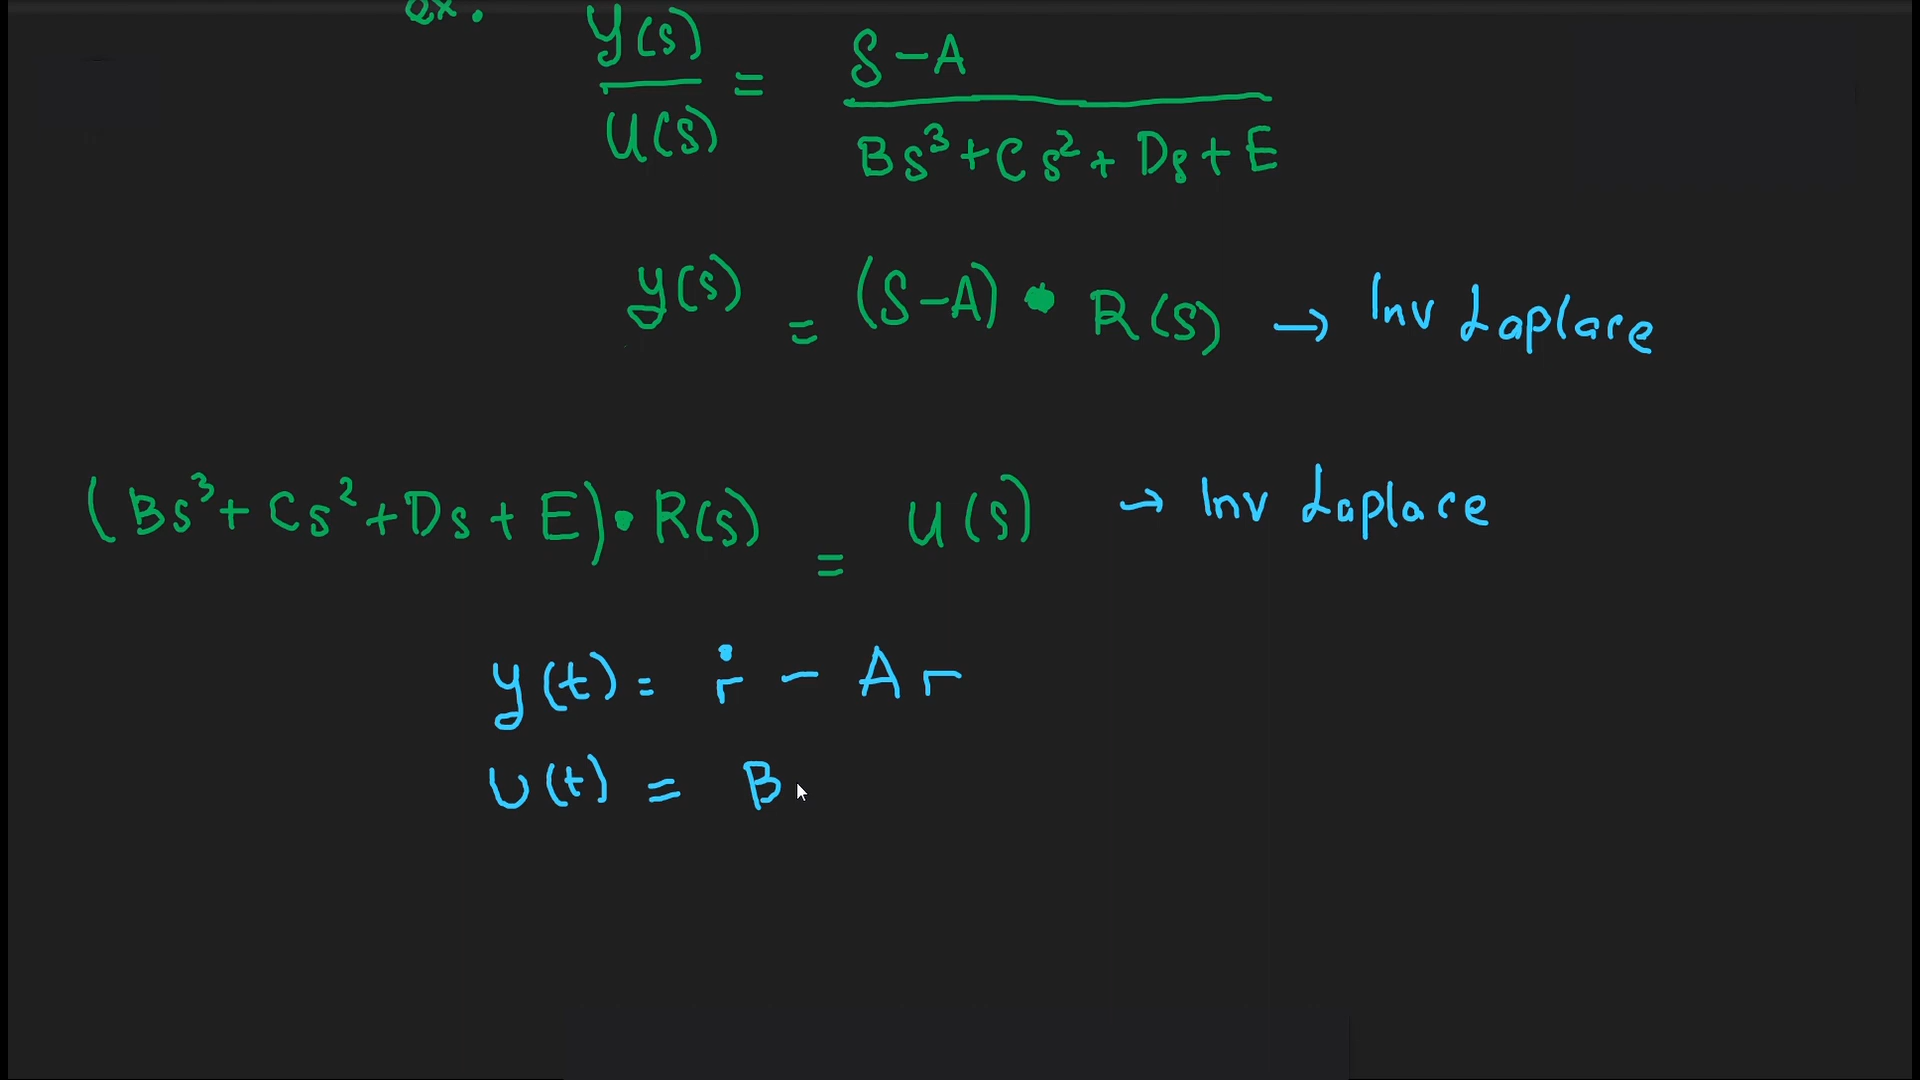 Ex.
Y(s)/U(s) = S-A/Bs³+Cs²+Ds+E
y(s) = (S-A) • R(s) → Inv Laplace
(Bs³+Cs²+Ds+E)•R(s) = U(s) → Inv Laplace
y(t) = ṙ - Ar
U(t) = B